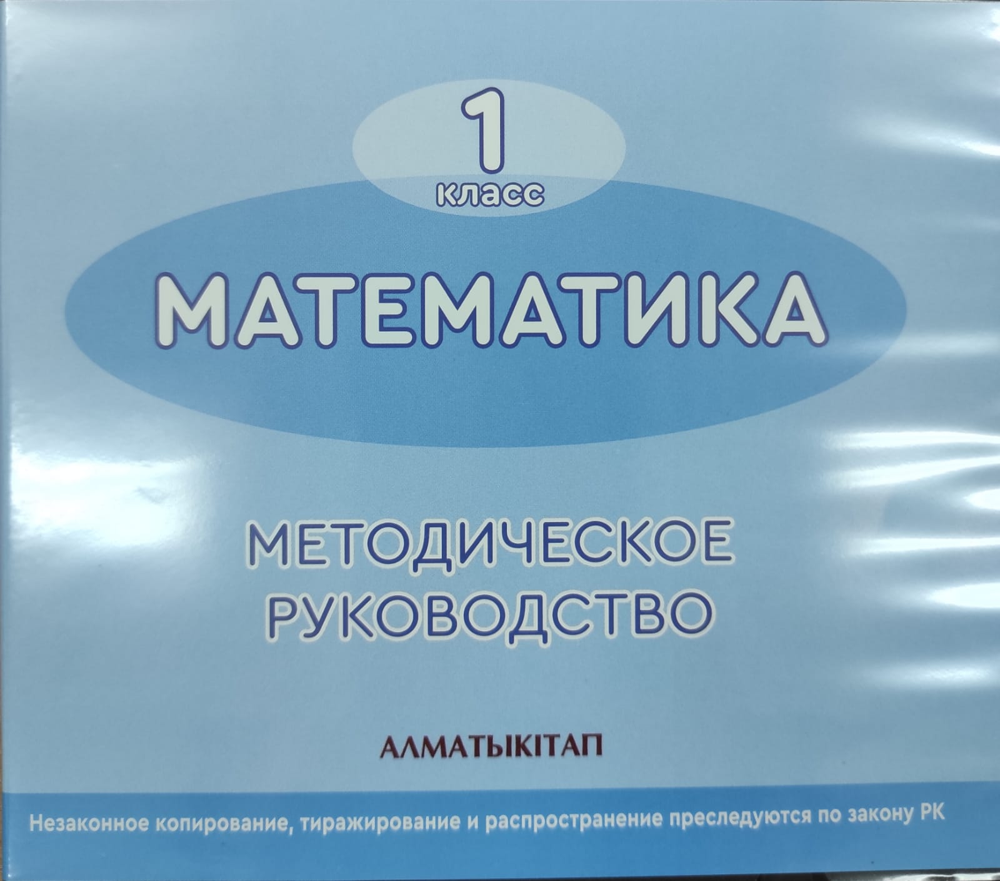 1
класс
МАТЕМАТИКА
МЕТОДИЧЕСКОЕ
РУКОВОДСТВО
АЛМАТЫКІТАП
Незаконное копирование, тиражирование и распространение преследуются по закону РК